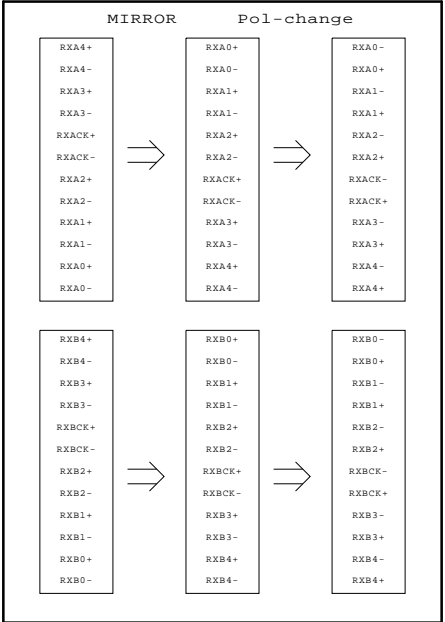 MIRROR Pol-change
RXA4+ RXA0+ RXA0-
RXA4- RXA0- RXA0+
RXA3+ RXA1+ RXA1-
RXA3- RXA1- RXA1+
RXACK+ RXA2+ RXA2-
RXACK- RXA2- RXA2+
RXA2+ RXACK+ RXACK-
RXA2- RXACK- RXACK+
RXA1+ RXA3+ RXA3-
RXA1- RXA3- RXA3+
RXA0+ RXA4+ RXA4-
RXA0- RXA4- RXA4+
RXB4+ RXB0+ RXB0-
RXB4- RXB0- RXB0+
RXB3+ RXB1+ RXB1-
RXB3- RXB1- RXB1+
RXBCK+ RXB2+ RXB2-
RXBCK- RXB2- RXB2+
RXB2+ RXBCK+ RXBCK-
RXB2- RXBCK- RXBCK+
RXB1+ RXB3+ RXB3-
RXB1- RXB3- RXB3+
RXB0+ RXB4+ RXB4-
RXB0- RXB4- RXB4+